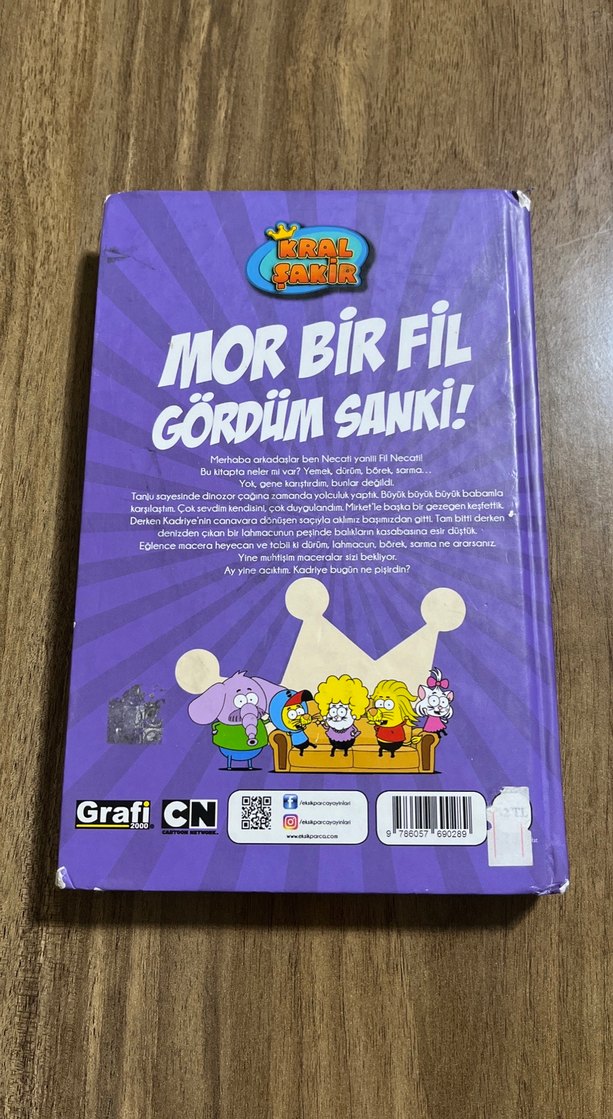 KRAL
ŞAKİR
MOR BİR FİL
GÖRDÜM SANKİ!
Merhaba arkadaşlar ben Necati yaniii Fil Necati!
Bu kitapta neler mi var? Yemek, dürüm, börek, sarma...
Yok, gene karıştırdım, bunlar değildi.
Tanju sayesinde dinozor çağına zamanda yolculuk yaptık. Büyük büyük büyük babamla
karşılaştım. Çok sevdim kendisini, çok duygulandım. Mirket'le başka bir gezegen keşfettik.
Derken Kadriye'nin canavara dönüşen saçıyla aklımız başımızdan gitti. Tam bitti derken
denizden çıkan bir lahmacunun peşinde balıkların kasabasına esir düştük.
Eğlence macera heyecan ve tabii ki dürüm, lahmacun, börek, sarma ne ararsanız.
Yine muhtişim maceralar sizi bekliyor.
Ay yine acıktım. Kadriye bugün ne pişirdin?
Grafi
2000
CN
CARTOON NETWORK.
/eksikparcayayinlari
/eksikparcayayinlari
www.eksikparca.com
9 786057 690289